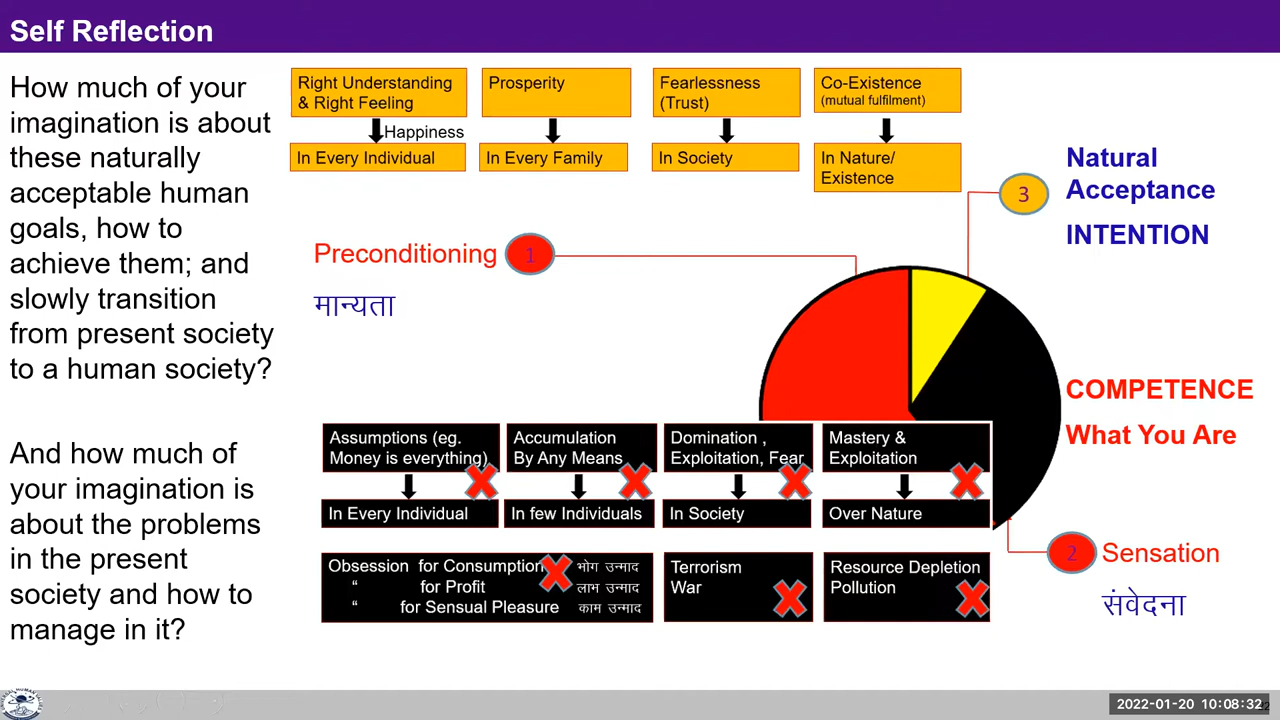 Self Reflection
How much of your
imagination is about
these naturally
acceptable human
goals, how to
achieve them; and
slowly transition
from present society
to a human society?
And how much of
your imagination is
about the problems
in the present
society and how to
manage in it?
Right Understanding
& Right Feeling
Happiness
In Every Individual
Prosperity
In Every Family
Fearlessness
(Trust)
In Society
Co-Existence
(mutual fulfilment)
In Nature/
Existence
3
Natural
Acceptance
INTENTION
Preconditioning
1
मान्यता
COMPETENCE
What You Are
Assumptions (eg.
Money is everything)
In Every Individual
Accumulation
By Any Means
In few Individuals
Domination ,
Exploitation, Fear
In Society
Mastery &
Exploitation
Over Nature
Obsession for Consumption भोग उन्माद
“ for Profit लाभ उन्माद
“ for Sensual Pleasure काम उन्माद
Terrorism
War
Resource Depletion
Pollution
2
Sensation
संवेदना
2022-01-20 10:08:32